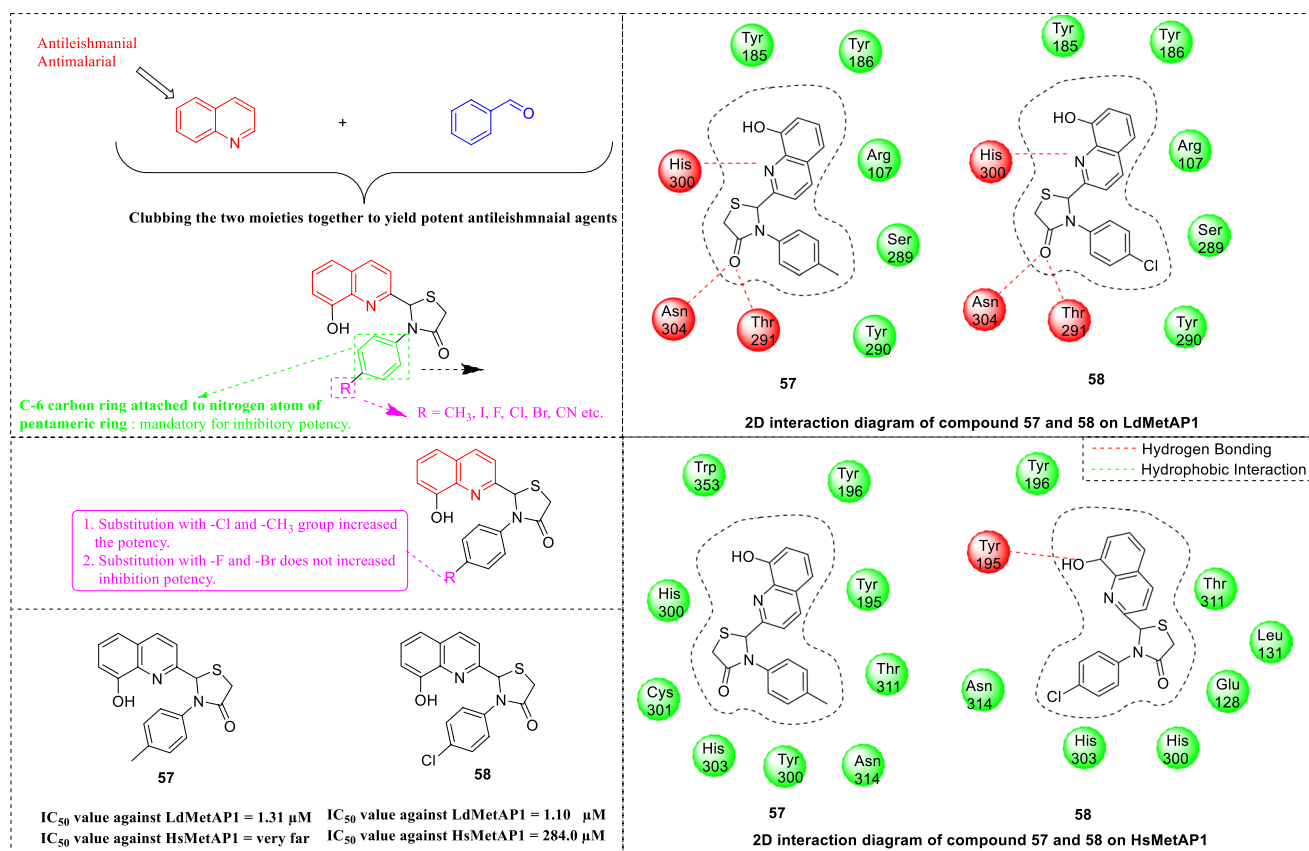 Antileishmanial
Antimalarial
N
+
O
Clubbing the two moieties together to yield potent antileishmnaial agents
S
N
OH
N
O
R
R = CH₃, I, F, Cl, Br, CN etc.
C-6 carbon ring attached to nitrogen atom of
pentameric ring : mandatory for inhibitory potency.
Tyr
185
Tyr
186
HO
His
300
N
Arg
107
S
N
O
Ser
289
Asn
304
Thr
291
Tyr
290
57
Tyr
185
Tyr
186
HO
His
300
N
Arg
107
S
N
O
Cl
Ser
289
Asn
304
Thr
291
Tyr
290
58
2D interaction diagram of compound 57 and 58 on LdMetAP1
1. Substitution with -Cl and -CH₃ group increased
the potency.
2. Substitution with -F and -Br does not increased
inhibition potency.
S
N
OH
N
O
R
S
N
OH
N
O
57
S
N
OH
N
O
Cl
58
IC₅₀ value against LdMetAP1 = 1.31 µM
IC₅₀ value against HsMetAP1 = very far
IC₅₀ value against LdMetAP1 = 1.10 µM
IC₅₀ value against HsMetAP1 = 284.0 µM
Hydrogen Bonding
Hydrophobic Interaction
Trp
353
Tyr
196
HO
His
300
N
Tyr
195
S
N
O
Thr
311
Cys
301
His
303
Tyr
300
Asn
314
57
Tyr
196
Tyr
195
HO
N
Thr
311
S
Leu
131
N
O
Cl
Asn
314
Glu
128
His
303
His
300
58
2D interaction diagram of compound 57 and 58 on HsMetAP1